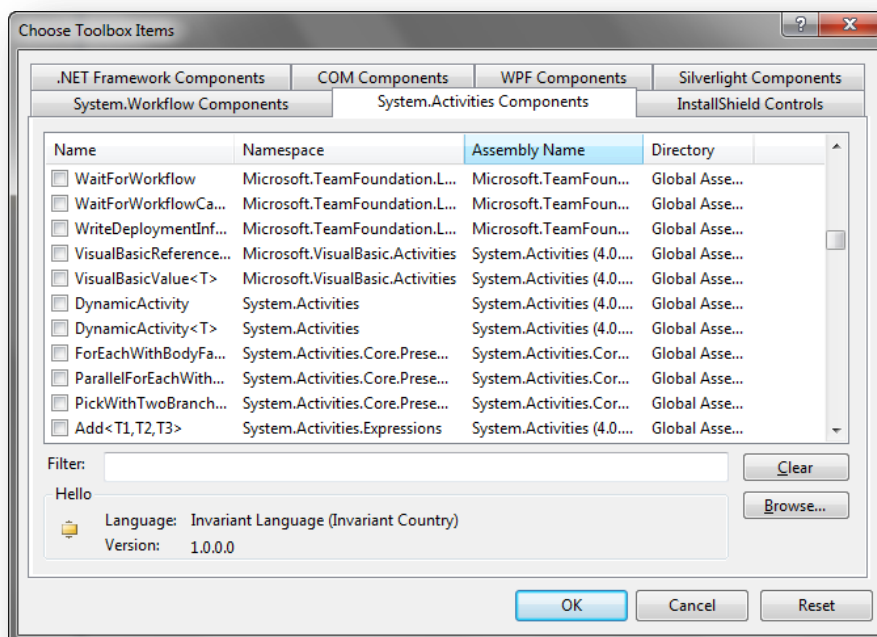 Choose Toolbox Items
.NET Framework Components COM Components WPF Components Silverlight Components
System.Workflow Components System.Activities Components InstallShield Controls
Name Namespace Assembly Name Directory
WaitForWorkflow Microsoft.TeamFoundation.L... Microsoft.TeamFoun... Global Asse...
WaitForWorkflowCa... Microsoft.TeamFoundation.L... Microsoft.TeamFoun... Global Asse...
WriteDeploymentInf... Microsoft.TeamFoundation.L... Microsoft.TeamFoun... Global Asse...
VisualBasicReference... Microsoft.VisualBasic.Activities System.Activities (4.0.... Global Asse...
VisualBasicValue<T> Microsoft.VisualBasic.Activities System.Activities (4.0.... Global Asse...
DynamicActivity System.Activities System.Activities (4.0.... Global Asse...
DynamicActivity<T> System.Activities System.Activities (4.0.... Global Asse...
ForEachWithBodyFa... System.Activities.Core.Prese... System.Activities.Cor... Global Asse...
ParallelForEachWith... System.Activities.Core.Prese... System.Activities.Cor... Global Asse...
PickWithTwoBranch... System.Activities.Core.Prese... System.Activities.Cor... Global Asse...
Add<T1,T2,T3> System.Activities.Expressions System.Activities (4.0.... Global Asse...
Filter: Clear
Hello
Browse...
Language: Invariant Language (Invariant Country)
Version: 1.0.0.0
OK Cancel Reset